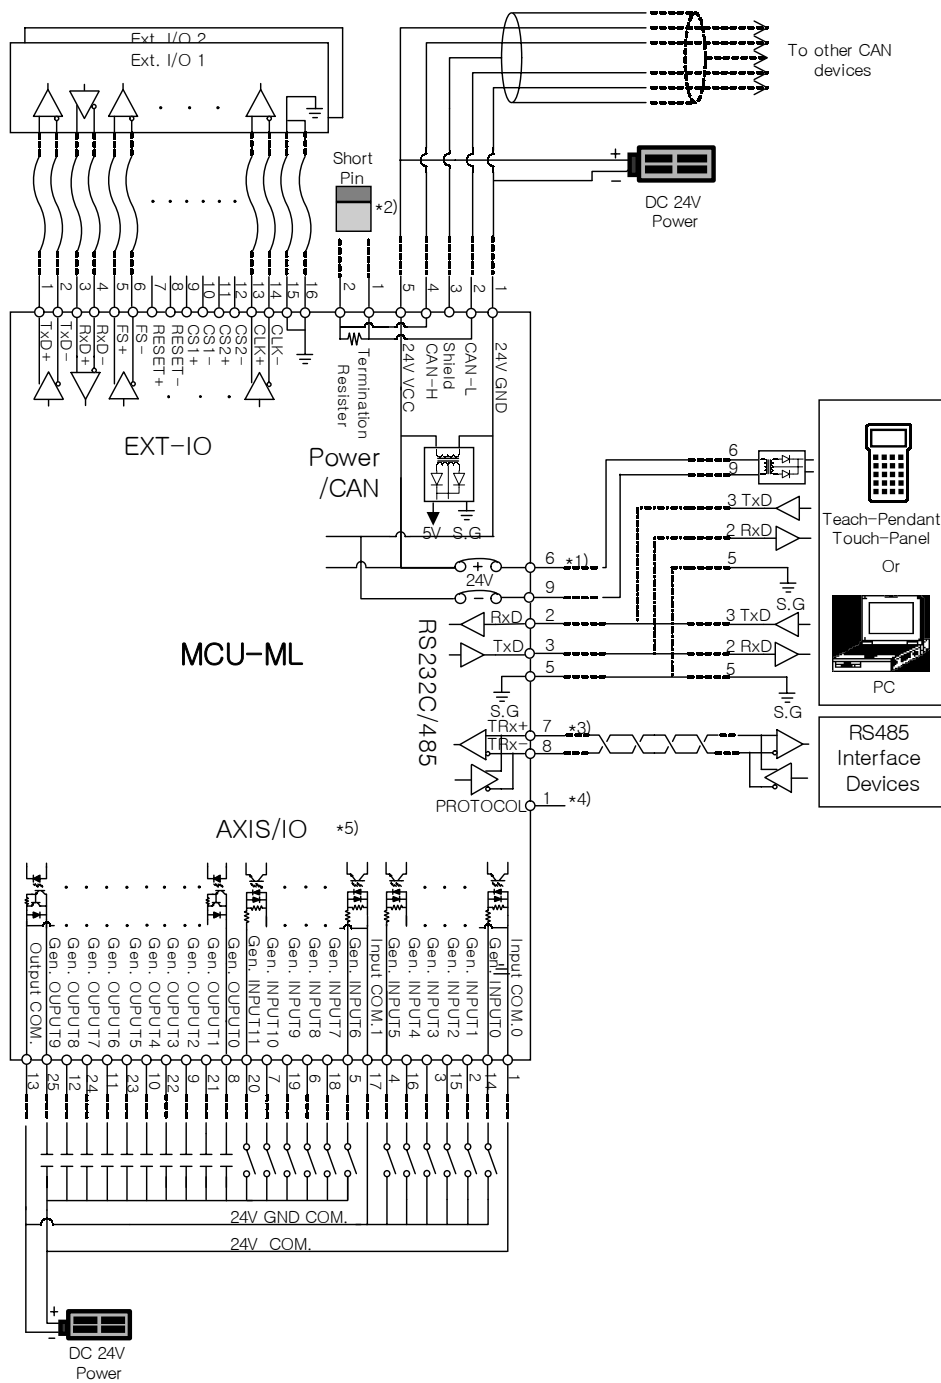 Ext. I/O 2
Ext. I/O 1
To other CAN
devices
Short
Pin
*2)
+
−
DC 24V
Power
1
2
3
4
5
6
7
8
9
10
11
12
13
14
15
16
2
1
5
4
3
2
1
TxD+
TxD-
RxD+
RxD-
FS+
FS-
RESET+
RESET-
CS1+
CS1-
CS2+
CS2-
CLK+
CLK-
Termination
Resister
24V VCC
CAN-H
Shield
CAN-L
24V GND
EXT-IO
Power
/CAN
5V
S.G
+
24V
−
6
*1)
9
RxD
2
TxD
3
5
S.G
RS232C/485
TRx+
7
*3)
TRx-
8
PROTOCOL
1
*4)
6
9
3 TxD
2 RxD
5
S.G
3 TxD
2 RxD
5
S.G
Teach-Pendant
Touch-Panel
Or
PC
RS485
Interface
Devices
MCU-ML
AXIS/IO
*5)
Output COM.
Gen. OUPUT9
Gen. OUPUT8
Gen. OUPUT7
Gen. OUPUT6
Gen. OUPUT5
Gen. OUPUT4
Gen. OUPUT3
Gen. OUPUT2
Gen. OUPUT1
Gen. OUPUT0
Gen. INPUT11
Gen. INPUT10
Gen. INPUT9
Gen. INPUT8
Gen. INPUT7
Gen. INPUT6
Input COM.1
Gen. INPUT5
Gen. INPUT4
Gen. INPUT3
Gen. INPUT2
Gen. INPUT1
Gen. INPUT0
Input COM.0
13
25
12
24
11
23
10
22
9
21
8
20
7
19
6
18
5
17
4
16
3
15
2
14
1
24V GND COM.
24V COM.
+
−
DC 24V
Power